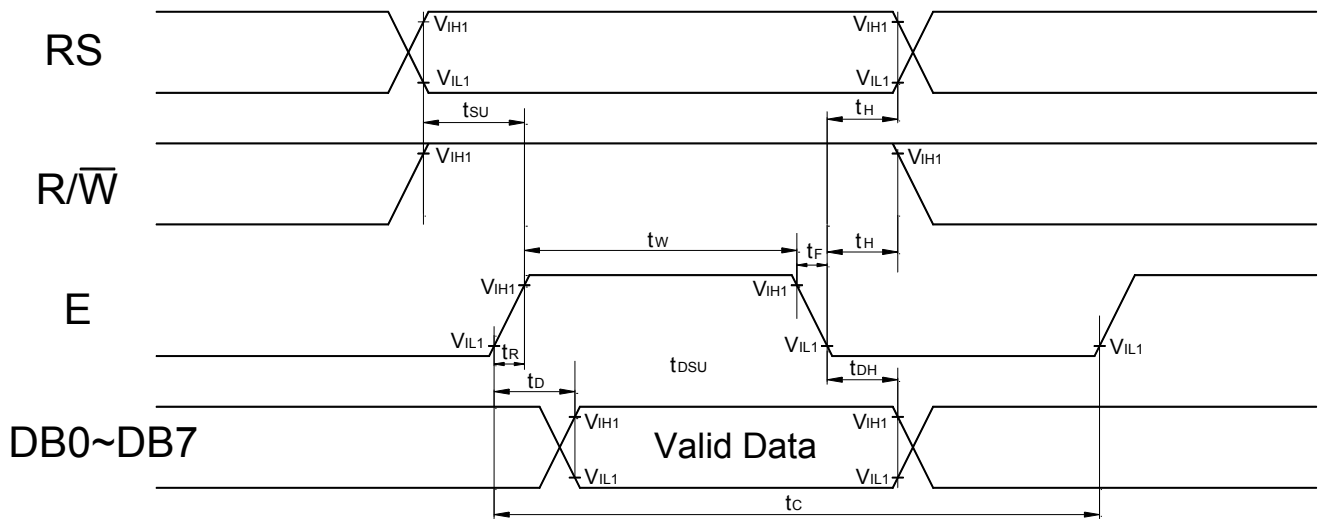 VIH1 VIH1
RS
VIL1 VIL1
tSU tH
VIH1 VIH1
R/W̅
tW tF tH
VIH1 VIH1
E
VIL1 VIL1 VIL1
tR tDSU tDH
tD
VIH1 VIH1
DB0~DB7 Valid Data
VIL1 VIL1
tC